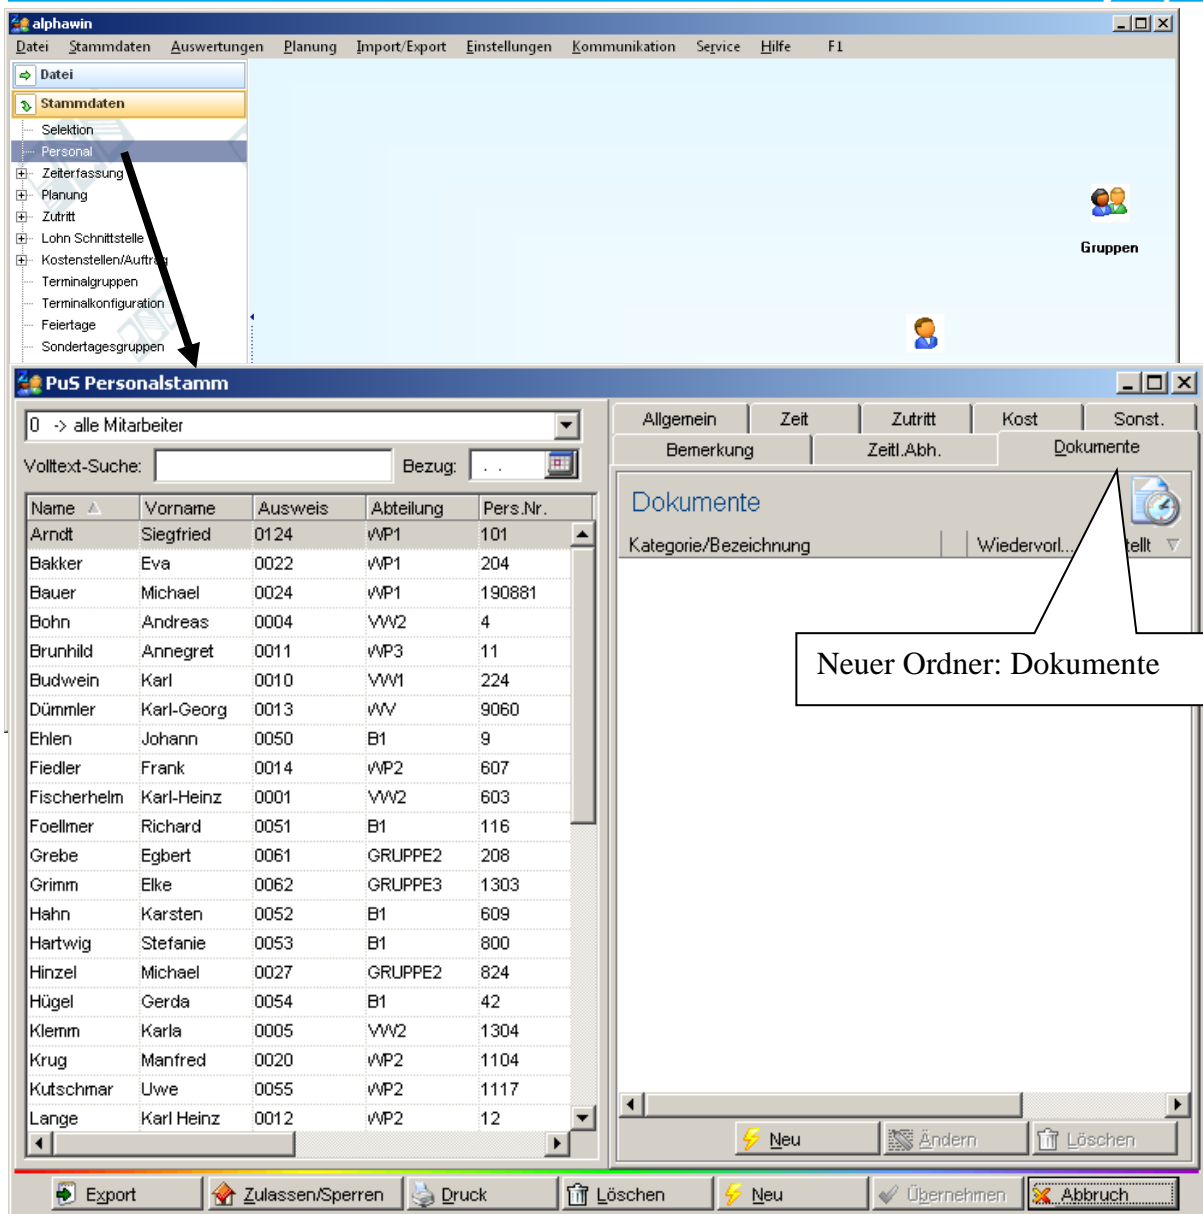 alphawin
Datei Stammdaten Auswertungen Planung Import/Export Einstellungen Kommunikation Service Hilfe F1
Datei
Stammdaten
Selektion
Personal
Zeiterfassung
Planung
Zutritt
Lohn Schnittstelle
Kostenstellen/Auftrag
Terminalgruppen
Terminalkonfiguration
Feiertage
Sondertagesgruppen
Gruppen
PuS Personalstamm
0 -> alle Mitarbeiter
Volltext-Suche: Bezug: . .
Name Vorname Ausweis Abteilung Pers.Nr.
Arndt Siegfried 0124 WP1 101
Bakker Eva 0022 WP1 204
Bauer Michael 0024 WP1 190881
Bohn Andreas 0004 VW2 4
Brunhild Annegret 0011 WP3 11
Budwein Karl 0010 VW1 224
Dümmler Karl-Georg 0013 WV 9060
Ehlen Johann 0050 B1 9
Fiedler Frank 0014 WP2 607
Fischerhelm Karl-Heinz 0001 VW2 603
Foellmer Richard 0051 B1 116
Grebe Egbert 0061 GRUPPE2 208
Grimm Elke 0062 GRUPPE3 1303
Hahn Karsten 0052 B1 609
Hartwig Stefanie 0053 B1 800
Hinzel Michael 0027 GRUPPE2 824
Hügel Gerda 0054 B1 42
Klemm Karla 0005 VW2 1304
Krug Manfred 0020 WP2 1104
Kutschmar Uwe 0055 WP2 1117
Lange Karl Heinz 0012 WP2 12
Allgemein Zeit Zutritt Kost Sonst.
Bemerkung Zeitl.Abh. Dokumente
Dokumente
Kategorie/Bezeichnung Wiedervorl... tellt
Neuer Ordner: Dokumente
Neu Ändern Löschen
Export Zulassen/Sperren Druck Löschen Neu Übernehmen Abbruch